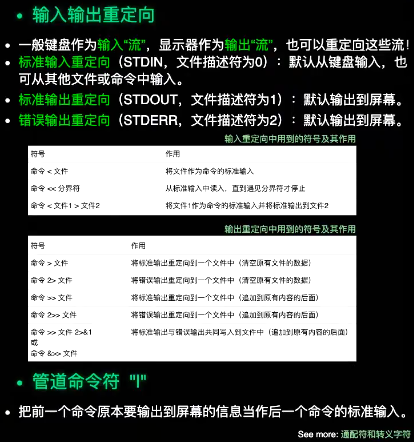 • 输入输出重定向
• 一般键盘作为输入“流”，显示器作为输出“流”，也可以重定向这些流！
• 标准输入重定向（STDIN，文件描述符为0）：默认从键盘输入，也
可从其他文件或命令中输入。
• 标准输出重定向（STDOUT，文件描述符为1）：默认输出到屏幕。
• 错误输出重定向（STDERR，文件描述符为2）：默认输出到屏幕。
输入重定向中用到的符号及其作用
符号 作用
命令 < 文件 将文件作为命令的标准输入
命令 << 分界符 从标准输入中读入，直到遇见分界符才停止
命令 < 文件1 > 文件2 将文件1作为命令的标准输入并将标准输出到文件2
输出重定向中用到的符号及其作用
符号 作用
命令 > 文件 将标准输出重定向到一个文件中（清空原有文件的数据）
命令 2> 文件 将错误输出重定向到一个文件中（清空原有文件的数据）
命令 >> 文件 将标准输出重定向到一个文件中（追加到原有内容的后面）
命令 2>> 文件 将错误输出重定向到一个文件中（追加到原有内容的后面）
命令 >> 文件 2>&1 将标准输出与错误输出共同写入到文件中（追加到原有内容的后面）
或
命令 &>> 文件
• 管道命令符 "|"
• 把前一个命令原本要输出到屏幕的信息当作后一个命令的标准输入。
See more: 通配符和转义字符